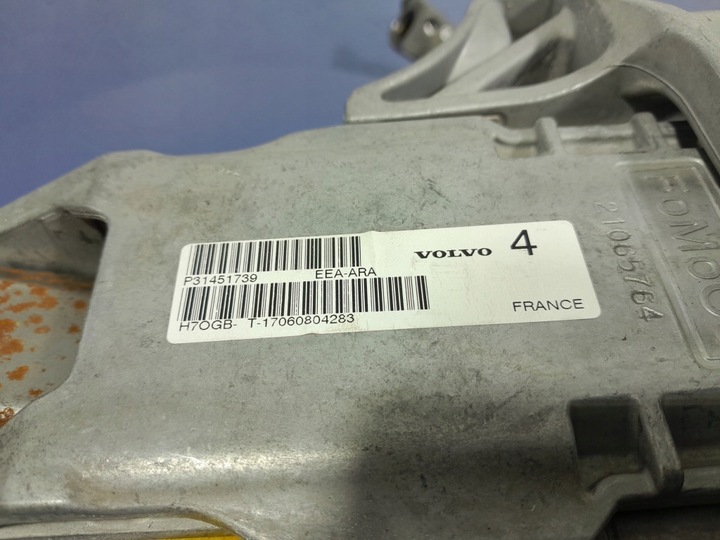 P31451739 EEA-ARA
VOLVO 4
H7OGB- T-17060804283
FRANCE
21065764